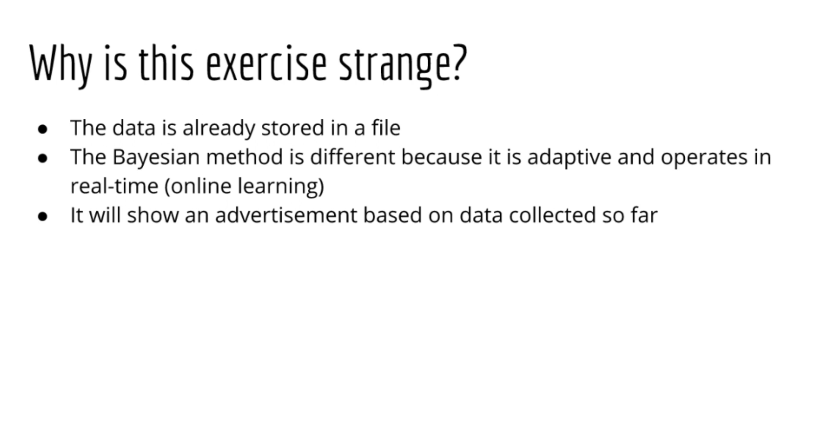 Why is this exercise strange?
● The data is already stored in a file
● The Bayesian method is different because it is adaptive and operates in
real-time (online learning)
● It will show an advertisement based on data collected so far